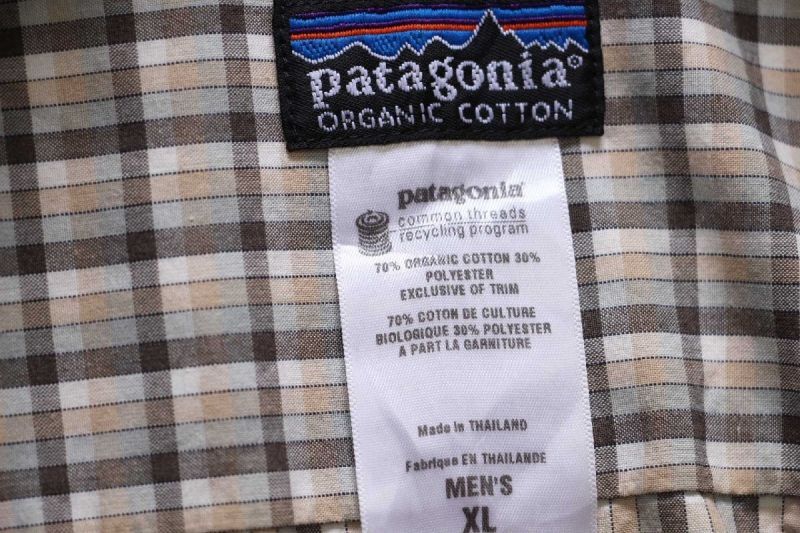 patagonia®
ORGANIC COTTON
patagonia®
common threads
recycling program
70% ORGANIC COTTON 30%
POLYESTER
EXCLUSIVE OF TRIM
70% COTON DE CULTURE
BIOLOGIQUE 30% POLYESTER
A PART LA GARNITURE
Made in THAILAND
Fabrique EN THAILANDE
MEN'S
XL